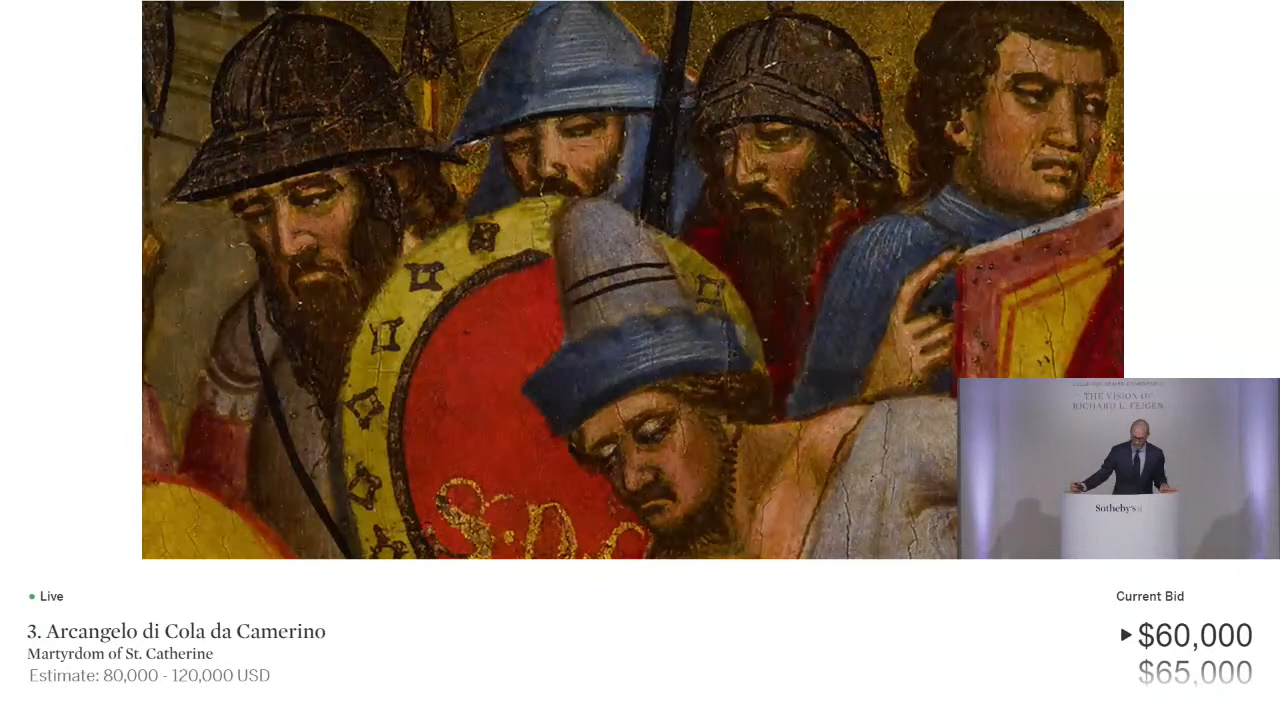 S·P·Q
THE VISION OF
RICHARD L. FEIGEN
Sotheby's
Live
Current Bid
3. Arcangelo di Cola da Camerino
$60,000
Martyrdom of St. Catherine
$65,000
Estimate: 80,000 - 120,000 USD